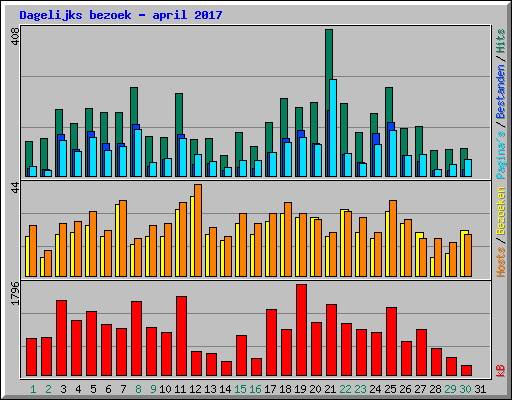 Dagelijks bezoek - april 2017
408
44
1796
Hits / Bestanden / Pagina's
Bezoeken / Hosts
kB
1 2 3 4 5 6 7 8 9 10 11 12 13 14 15 16 17 18 19 20 21 22 23 24 25 26 27 28 29 30 31